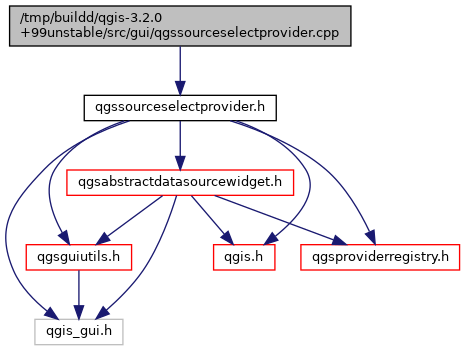 /tmp/buildd/qgis-3.2.0
+99unstable/src/gui/qgssourceselectprovider.cpp
qgssourceselectprovider.h
qgsabstractdatasourcewidget.h
qgsguiutils.h
qgis.h
qgsproviderregistry.h
qgis_gui.h